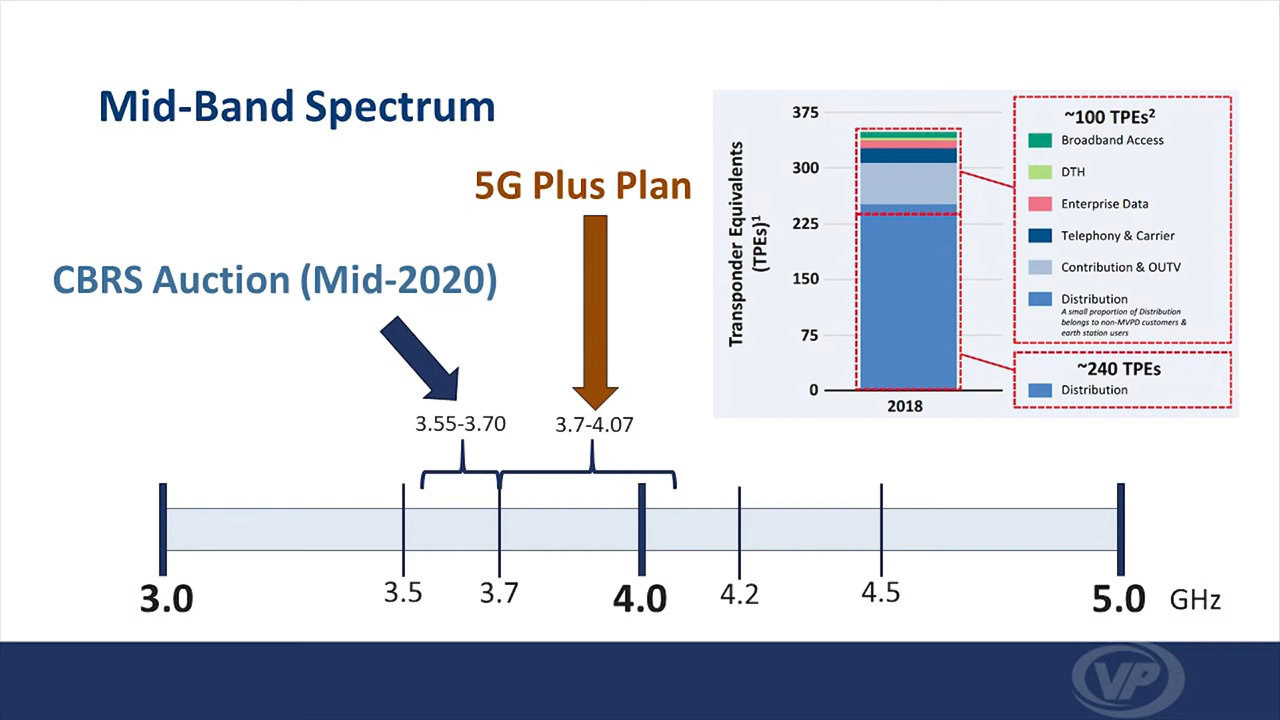 Mid-Band Spectrum
5G Plus Plan
CBRS Auction (Mid-2020)
3.55-3.70
3.7-4.07
3.0
3.5
3.7
4.0
4.2
4.5
5.0
GHz
Transponder Equivalents
(TPEs)¹
375
300
225
150
75
0
2018
~100 TPEs²
Broadband Access
DTH
Enterprise Data
Telephony & Carrier
Contribution & OUTV
Distribution
A small proportion of Distribution
belongs to non-MVPD customers &
earth station users
~240 TPEs
Distribution
VP